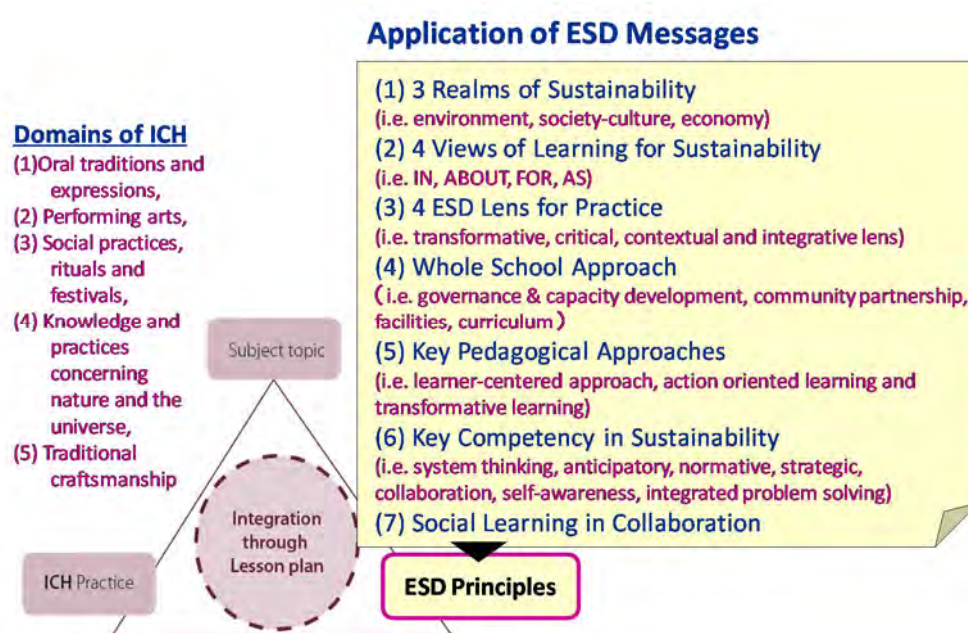 Application of ESD Messages
(1) 3 Realms of Sustainability
(i.e. environment, society-culture, economy)
(2) 4 Views of Learning for Sustainability
(i.e. IN, ABOUT, FOR, AS)
(3) 4 ESD Lens for Practice
(i.e. transformative, critical, contextual and integrative lens)
(4) Whole School Approach
(i.e. governance & capacity development, community partnership,
facilities, curriculum)
(5) Key Pedagogical Approaches
(i.e. learner-centered approach, action oriented learning and
transformative learning)
(6) Key Competency in Sustainability
(i.e. system thinking, anticipatory, normative, strategic,
collaboration, self-awareness, integrated problem solving)
(7) Social Learning in Collaboration
Domains of ICH
(1)Oral traditions and
expressions,
(2) Performing arts,
(3) Social practices,
rituals and
festivals,
(4) Knowledge and
practices
concerning
nature and the
universe,
(5) Traditional
craftsmanship
Subject topic
Integration
through
Lesson plan
ICH Practice
ESD Principles